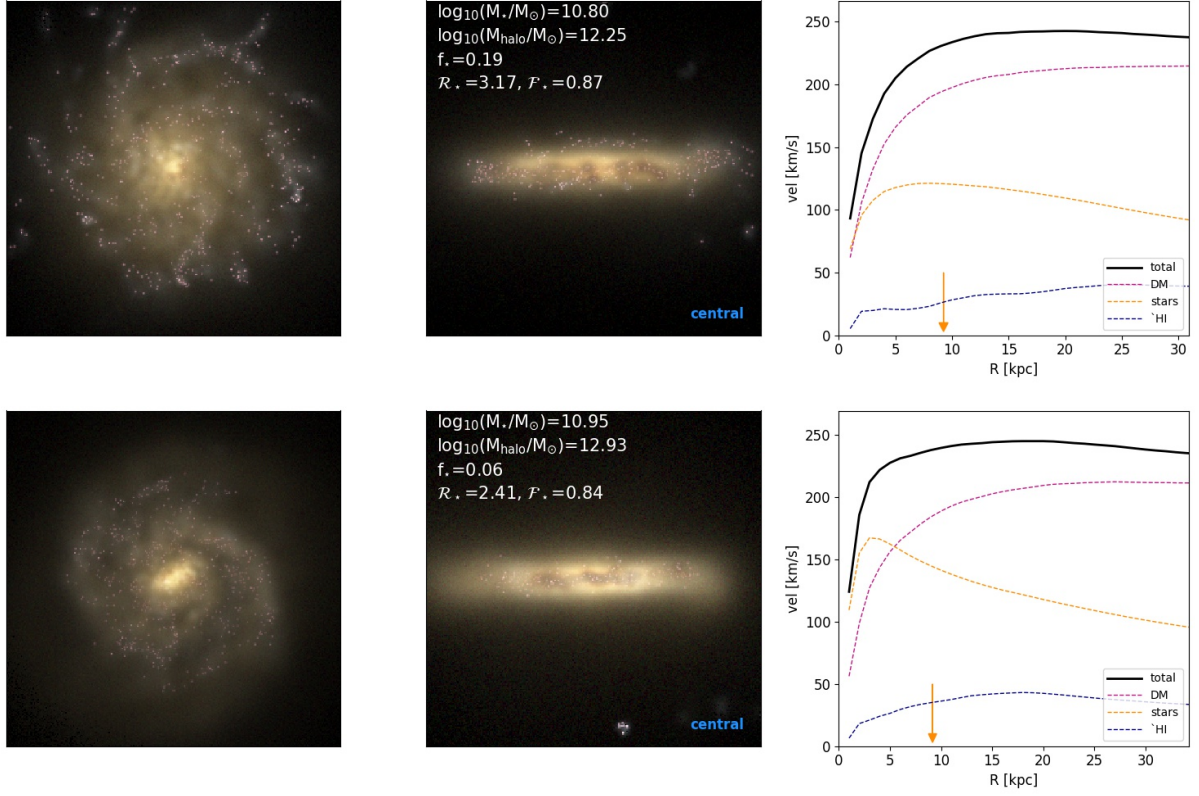 log₁₀(M⋆/M⊙)=10.80
log₁₀(Mhalo/M⊙)=12.25
f⋆=0.19
ℛ⋆=3.17, ℱ⋆=0.87
central
250
200
150
100
50
0
vel [km/s]
0 5 10 15 20 25 30
R [kpc]
total
DM
stars
`HI
log₁₀(M⋆/M⊙)=10.95
log₁₀(Mhalo/M⊙)=12.93
f⋆=0.06
ℛ⋆=2.41, ℱ⋆=0.84
central
250
200
150
100
50
0
vel [km/s]
0 5 10 15 20 25 30
R [kpc]
total
DM
stars
`HI